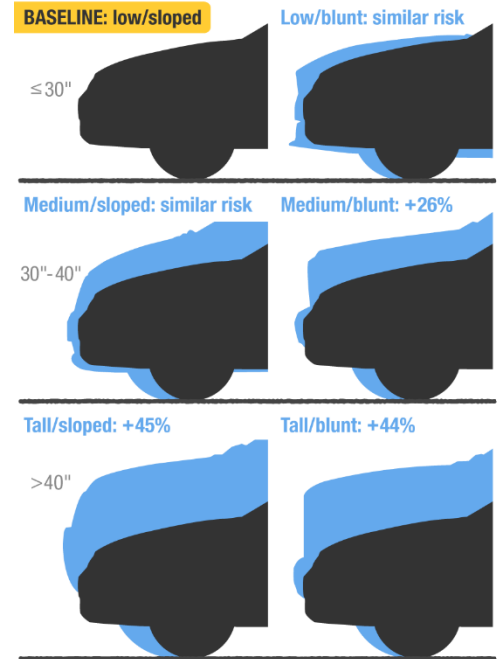 BASELINE: low/sloped
Low/blunt: similar risk
≤30"
Medium/sloped: similar risk
Medium/blunt: +26%
30"-40"
Tall/sloped: +45%
Tall/blunt: +44%
>40"